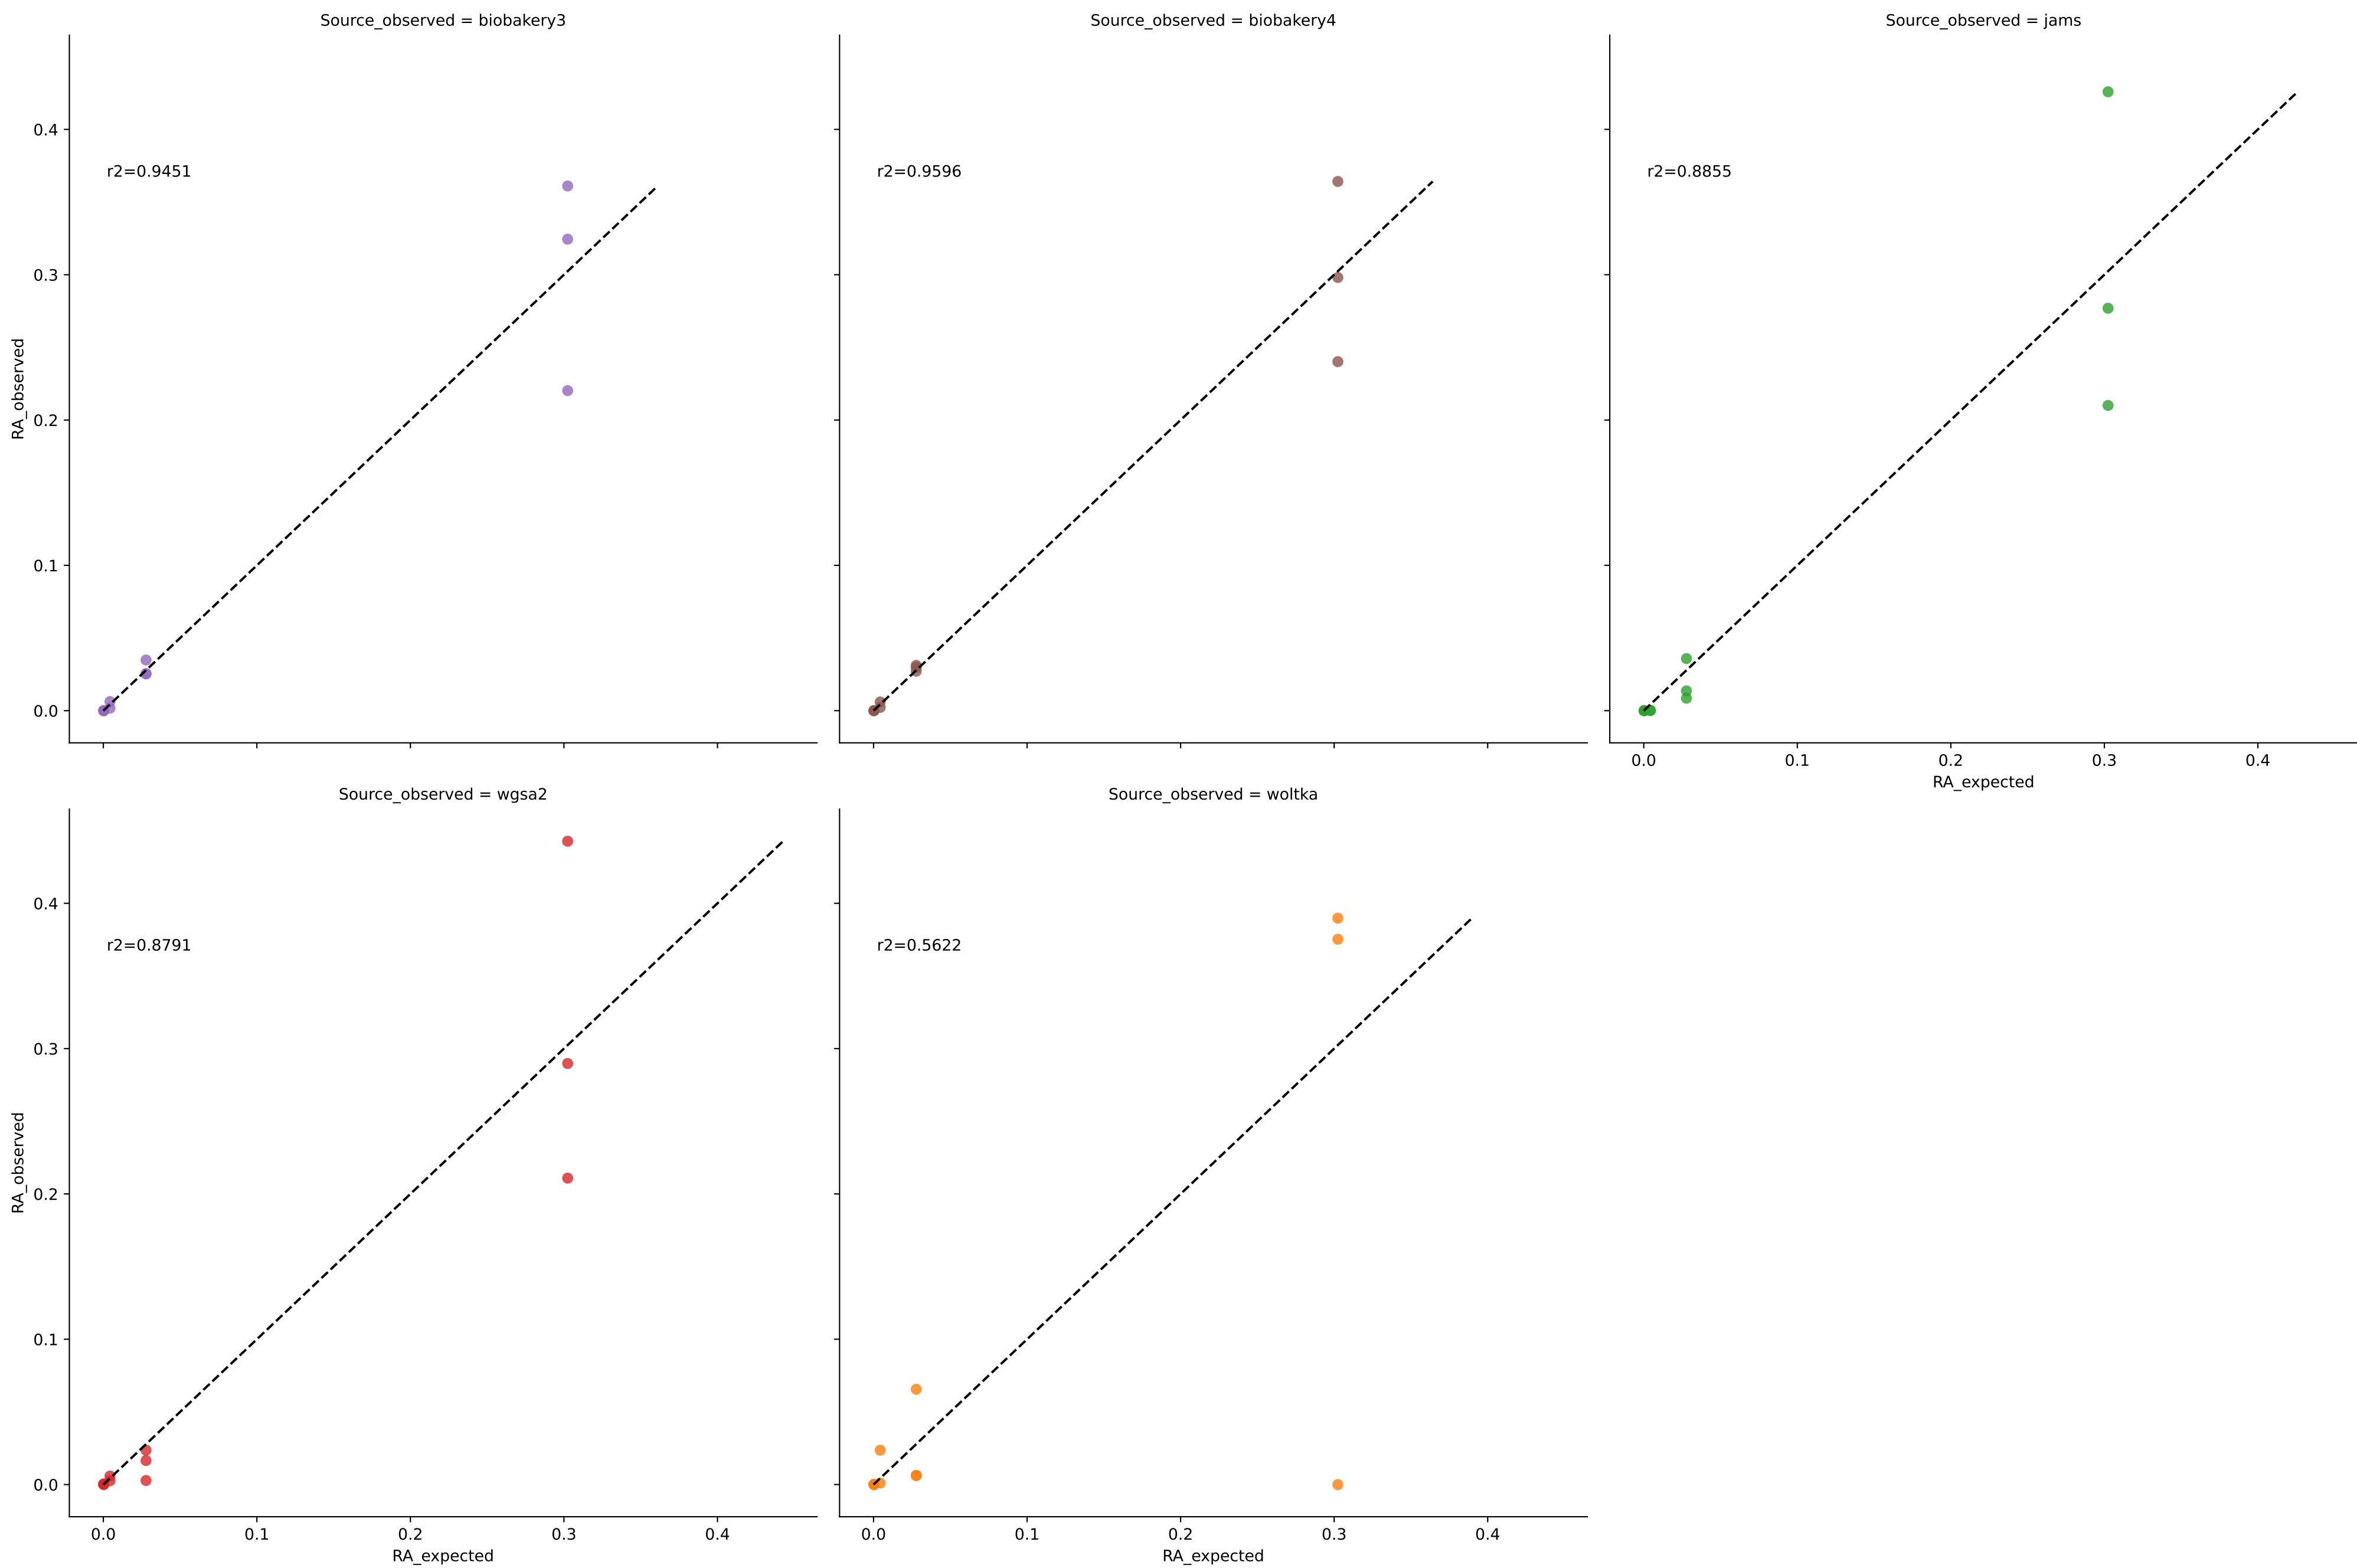 Source_observed = biobakery3
Source_observed = biobakery4
Source_observed = jams
0.4
r2=0.9451
r2=0.9596
r2=0.8855
0.3
RA_observed
0.2
0.1
0.0
0.0 0.1 0.2 0.3 0.4
RA_expected
Source_observed = wgsa2
Source_observed = woltka
0.4
r2=0.8791
r2=0.5622
0.3
RA_observed
0.2
0.1
0.0
0.0 0.1 0.2 0.3 0.4
0.0 0.1 0.2 0.3 0.4
RA_expected
RA_expected